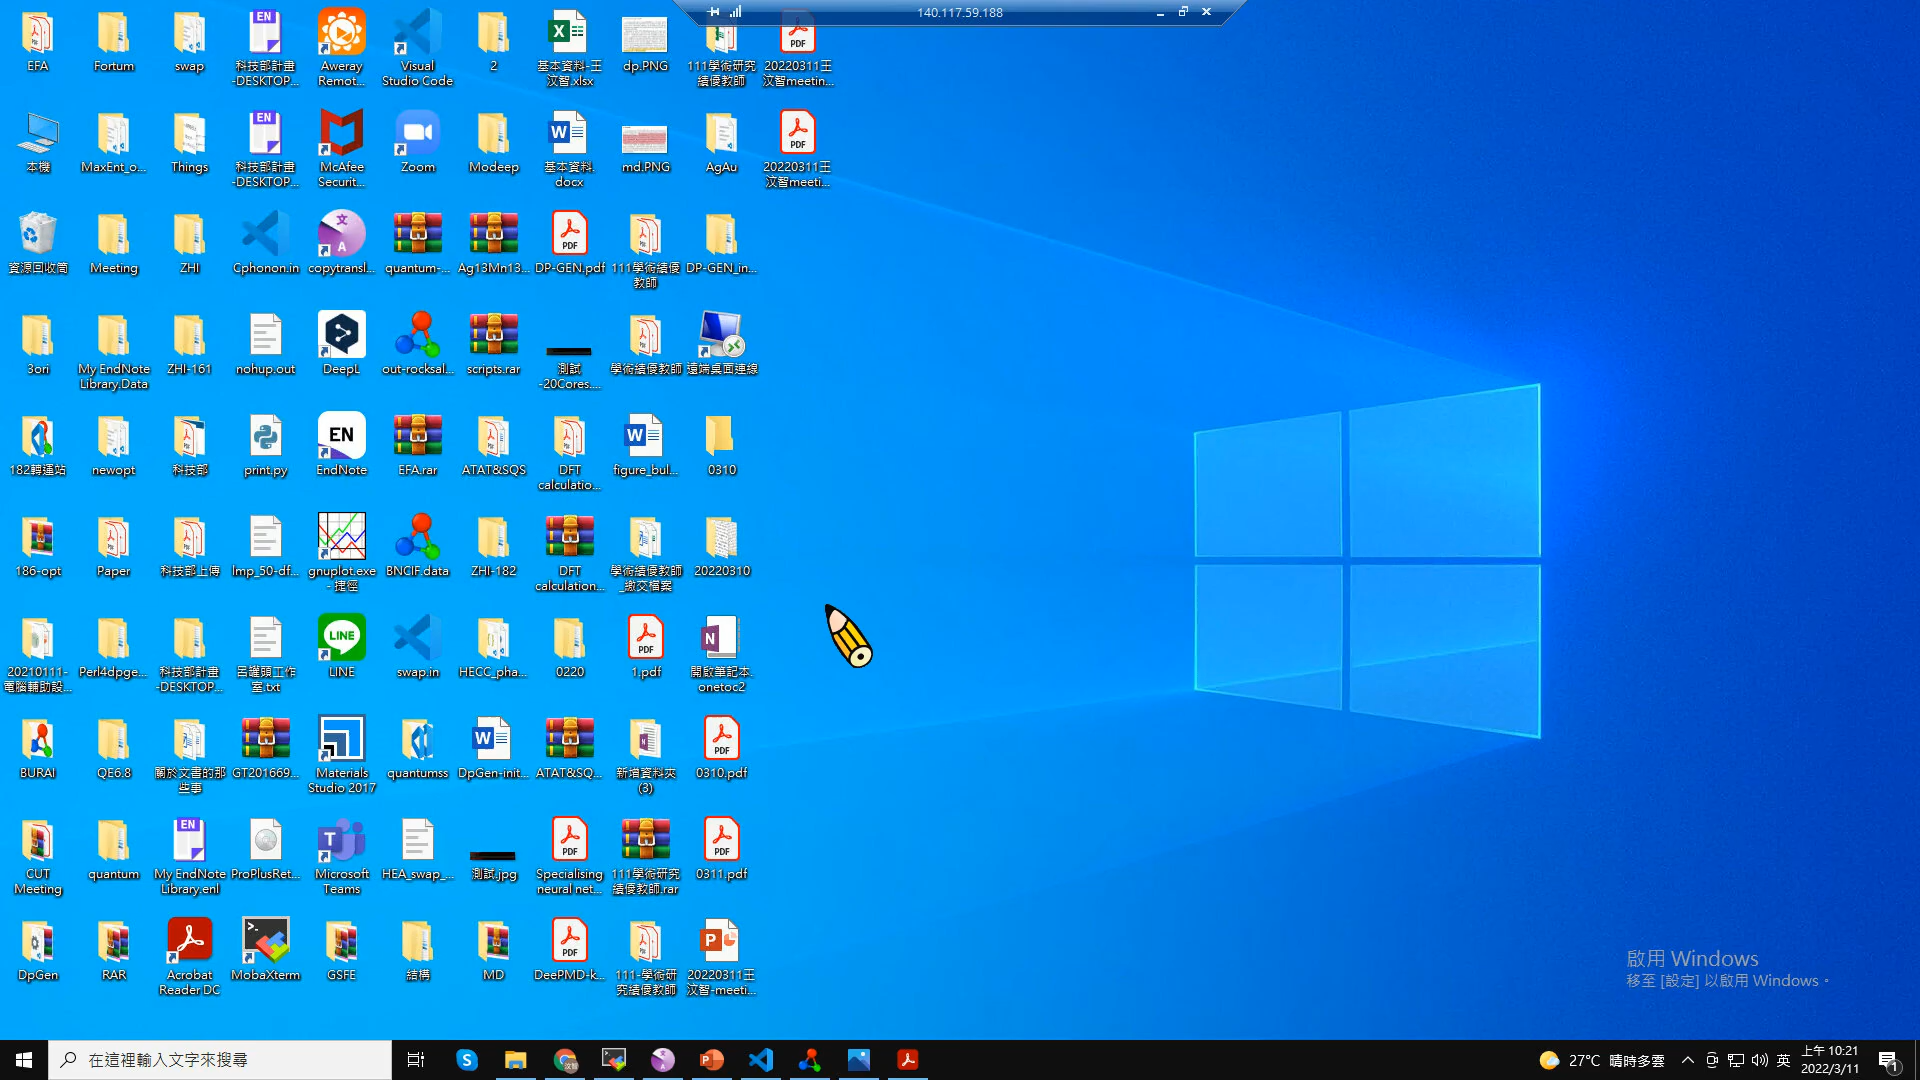 140.117.59.188
EFA
Fortum
swap
科技部計畫
-DESKTOP...
Aweray
Remot...
Visual
Studio Code
2
基本資料-王
汶智.xlsx
dp.PNG
111學術研究
績優教師
20220311王
汶智meetin...
本機
MaxEnt_o...
Things
科技部計畫
-DESKTOP...
McAfee
Securit...
Zoom
Modeep
基本資料.
docx
md.PNG
AgAu
20220311王
汶智meeti...
資源回收筒
Meeting
ZHI
Cphonon.in
copytransl...
quantum-...
Ag13Mn13...
DP-GEN.pdf
111學術績優
教師
DP-GEN_in...
3ori
My EndNote
Library.Data
ZHI-161
nohup.out
DeepL
out-rocksal...
scripts.rar
測試
-20Cores....
學術績優教師
遠端桌面連線
182轉運站
newopt
科技部
print.py
EndNote
EFA.rar
ATAT&SQS
DFT
calculatio...
figure_bul...
0310
186-opt
Paper
科技部上傳
lmp_50-df...
gnuplot.exe
- 捷徑
BNCIF.data
ZHI-182
DFT
calculation...
學術績優教師
_繳交檔案
20220310
20210111-
電腦輔助設...
Perl4dpge...
科技部計畫
-DESKTOP...
呂罐頭工作
室.txt
LINE
swap.in
HECC_pha...
0220
1.pdf
開啟筆記本.
onetoc2
BURAI
QE6.8
關於文書的那
些事
GT201669...
Materials
Studio 2017
quantumss
DpGen-init...
ATAT&SQ...
新增資料夾
(3)
0310.pdf
CUT
Meeting
quantum
My EndNote
Library.enl
ProPlusRet...
Microsoft
Teams
HEA_swap_...
測試.jpg
Specialising
neural net...
111學術研究
績優教師.rar
0311.pdf
DpGen
RAR
Acrobat
Reader DC
MobaXterm
GSFE
結構
MD
DeePMD-k...
111-學術研
究績優教師
20220311王
汶智-meeti...
啟用 Windows
移至 [設定] 以啟用 Windows。
在這裡輸入文字來搜尋
27°C 晴時多雲
英
上午 10:21
2022/3/11
1